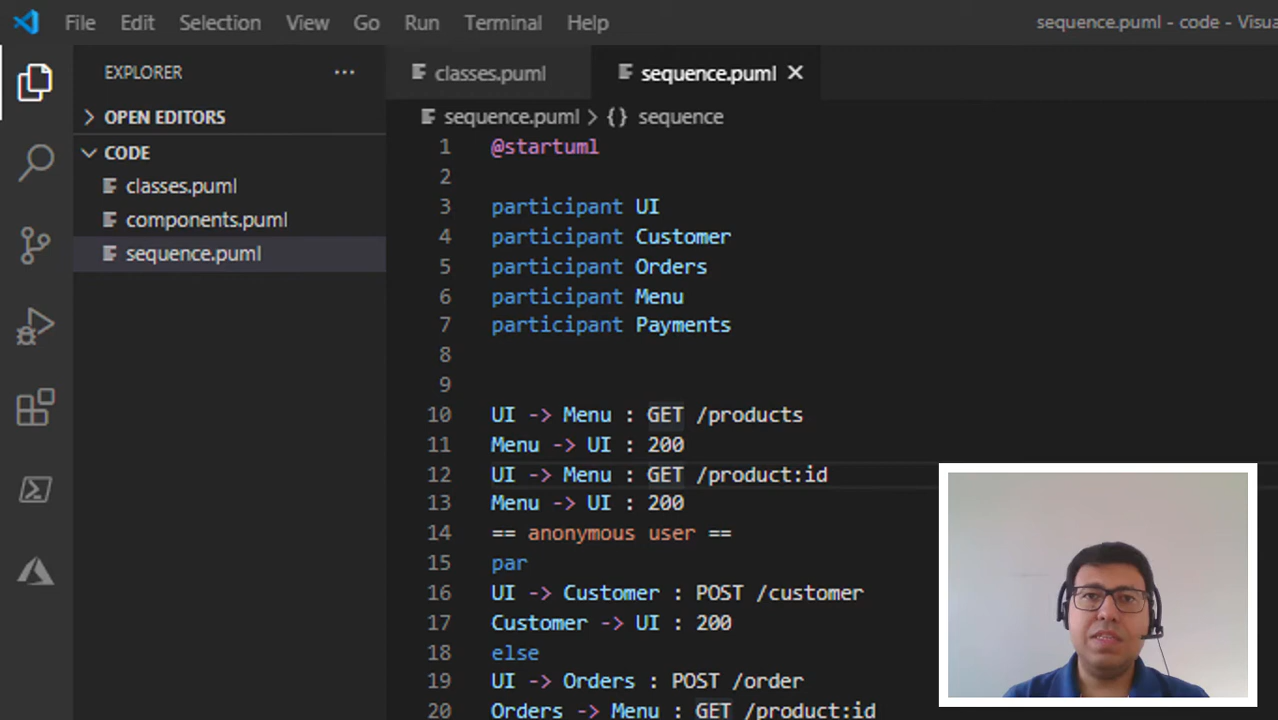 File Edit Selection View Go Run Terminal Help sequence.puml - code - Visua
EXPLORER ...
OPEN EDITORS
CODE
classes.puml
components.puml
sequence.puml
classes.puml sequence.puml
sequence.puml > {} sequence
1 @startuml
2
3 participant UI
4 participant Customer
5 participant Orders
6 participant Menu
7 participant Payments
8
9
10 UI -> Menu : GET /products
11 Menu -> UI : 200
12 UI -> Menu : GET /product:id
13 Menu -> UI : 200
14 == anonymous user ==
15 par
16 UI -> Customer : POST /customer
17 Customer -> UI : 200
18 else
19 UI -> Orders : POST /order
20 Orders -> Menu : GET /product:id